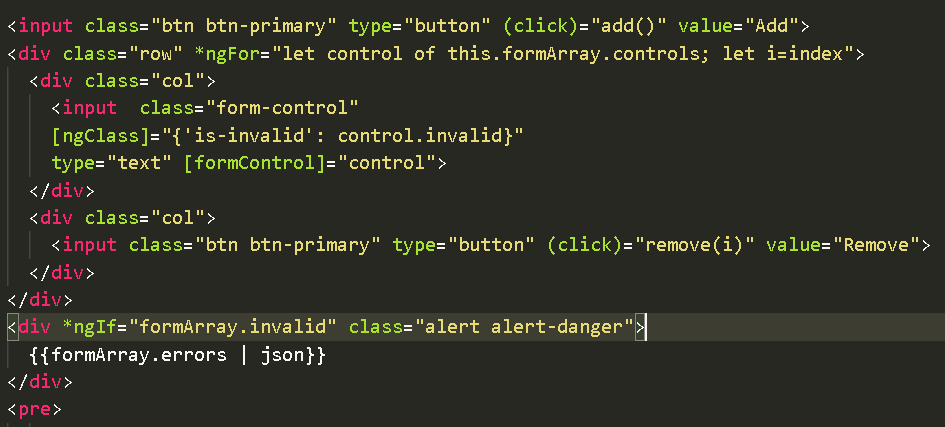 <input class="btn btn-primary" type="button" (click)="add()" value="Add">
<div class="row" *ngFor="let control of this.formArray.controls; let i=index">
  <div class="col">
    <input  class="form-control"
    [ngClass]="{'is-invalid': control.invalid}"
    type="text" [formControl]="control">
  </div>
  <div class="col">
    <input class="btn btn-primary" type="button" (click)="remove(i)" value="Remove">
  </div>
</div>
<div *ngIf="formArray.invalid" class="alert alert-danger">
  {{formArray.errors | json}}
</div>
<pre>